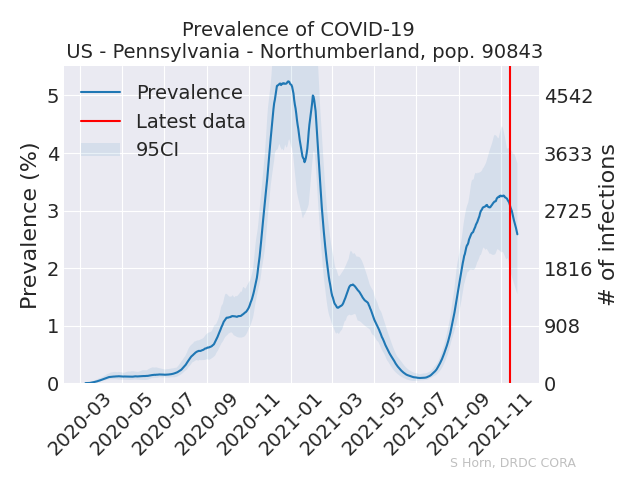 Prevalence of COVID-19
US - Pennsylvania - Northumberland, pop. 90843
Prevalence
Latest data
95CI
Prevalence (%)
5
4
3
2
1
0
4542
3633
2725
1816
908
0
# of infections
2020-03
2020-05
2020-07
2020-09
2020-11
2021-01
2021-03
2021-05
2021-07
2021-09
2021-11
S Horn, DRDC CORA